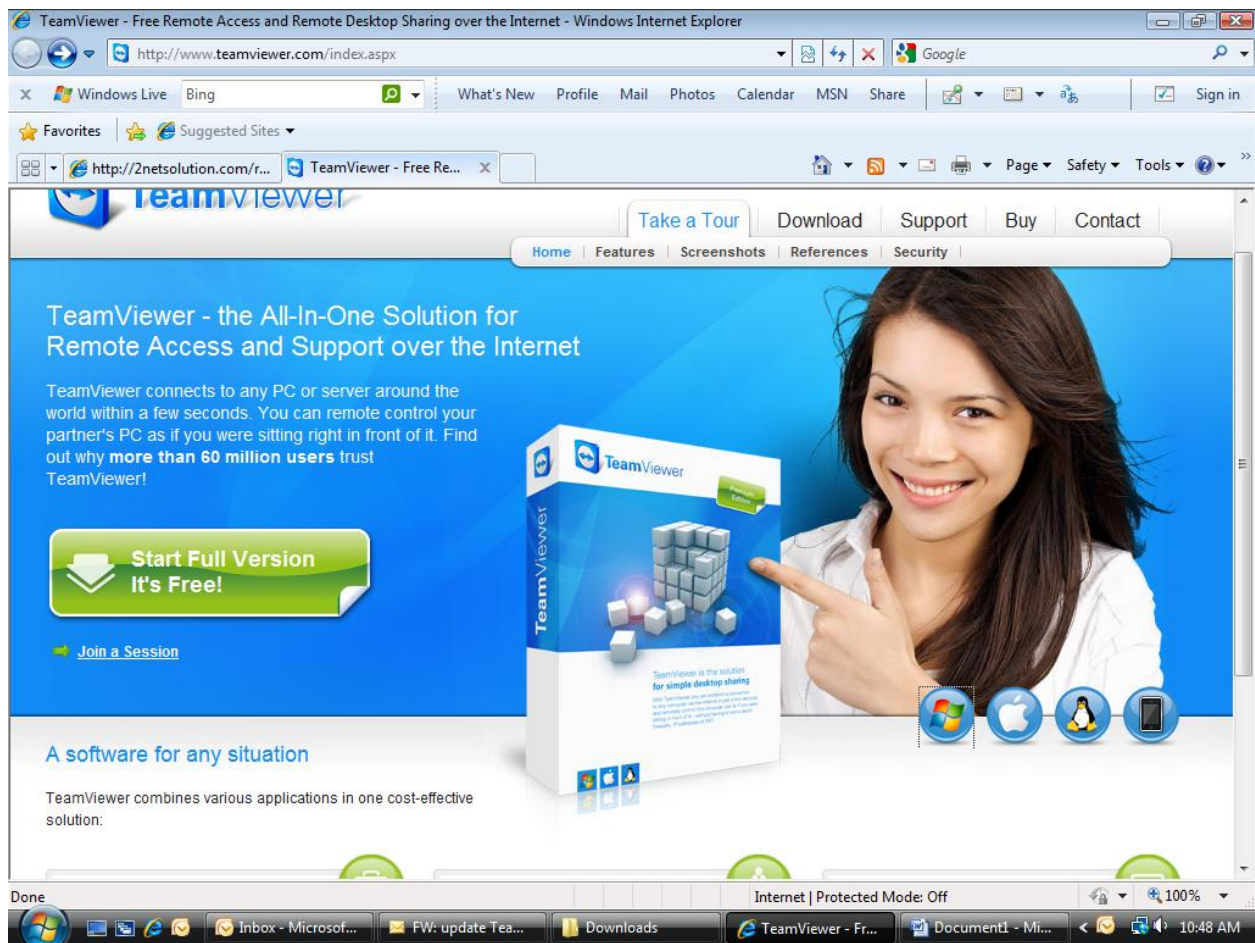 TeamViewer - Free Remote Access and Remote Desktop Sharing over the Internet - Windows Internet Explorer
http://www.teamviewer.com/index.aspx
Google
x Windows Live Bing What's New Profile Mail Photos Calendar MSN Share Sign in
Favorites Suggested Sites
http://2netsolution.com/r... TeamViewer - Free Re... X Page Safety Tools
TeamViewer
Take a Tour Download Support Buy Contact
Home Features Screenshots References Security
TeamViewer - the All-In-One Solution for
Remote Access and Support over the Internet
TeamViewer connects to any PC or server around the
world within a few seconds. You can remote control your
partner's PC as if you were sitting right in front of it. Find
out why more than 60 million users trust
TeamViewer!
Start Full Version
It's Free!
Join a Session
TeamViewer
Premium
Edition
TeamViewer
TeamViewer is the solution
for simple desktop sharing
A software for any situation
TeamViewer combines various applications in one cost-effective
solution:
Done Internet | Protected Mode: Off 100%
Inbox - Microsof... FW: update Tea... Downloads TeamViewer - Fr... Document1 - Mi... < 10:48 AM